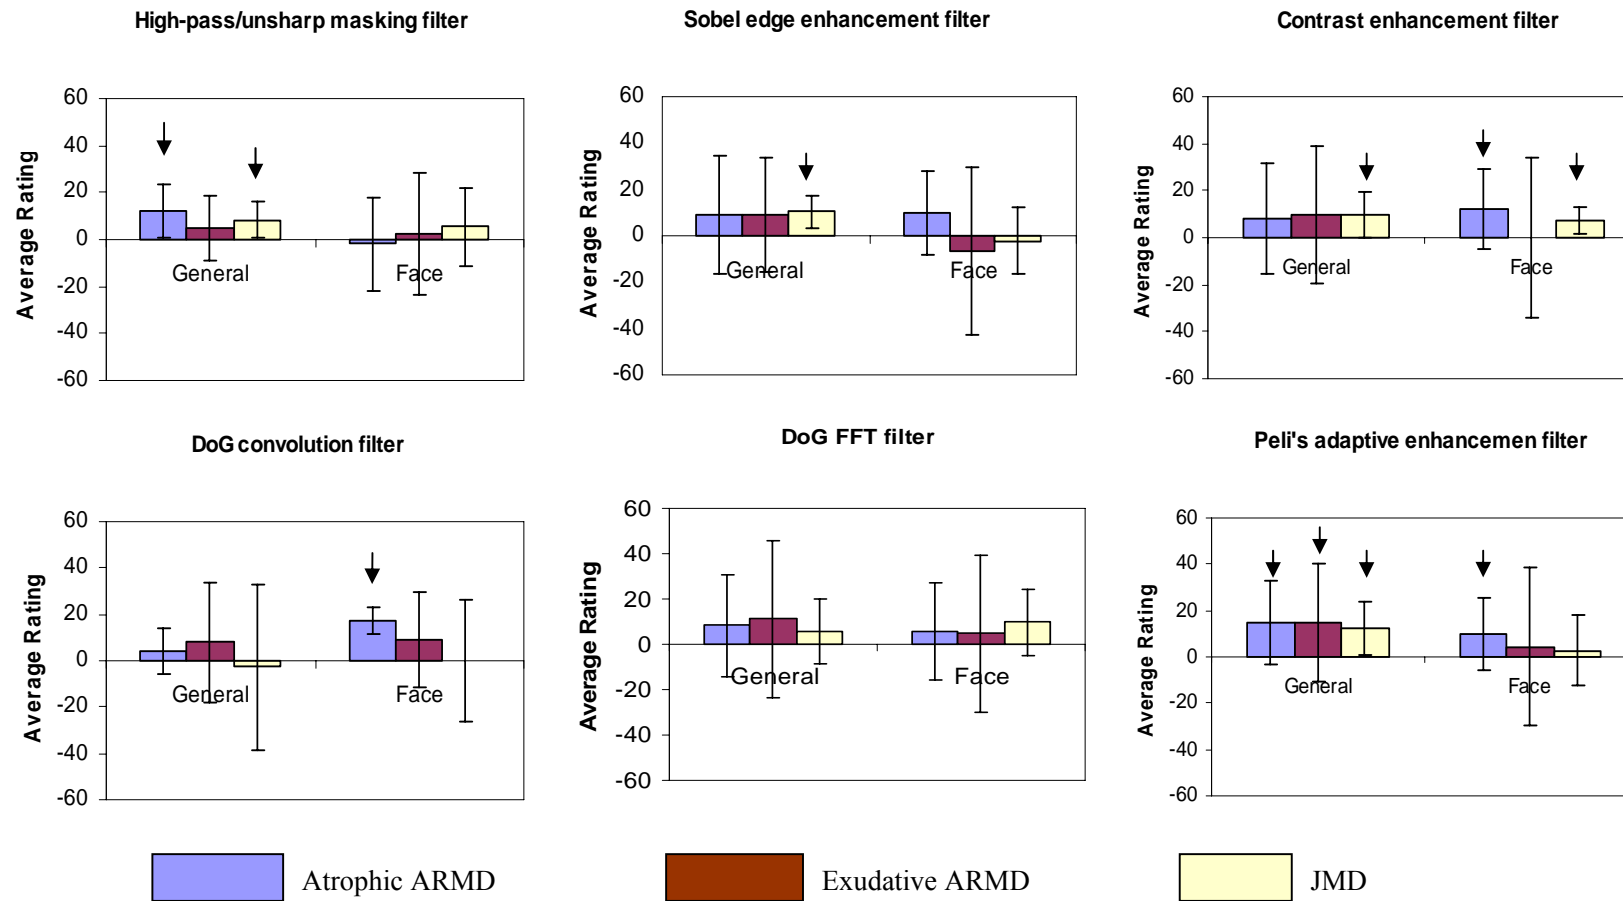 High-pass/unsharp masking filter
Average Rating
60
40
20
0
-20
-40
-60
General Face
Sobel edge enhancement filter
Average Rating
60
40
20
0
-20
-40
-60
General Face
Contrast enhancement filter
Average Rating
60
40
20
0
-20
-40
-60
General Face
DoG convolution filter
Average Rating
60
40
20
0
-20
-40
-60
General Face
DoG FFT filter
Average Rating
60
40
20
0
-20
-40
-60
General Face
Peli's adaptive enhancemen filter
Average Rating
60
40
20
0
-20
-40
-60
General Face
Atrophic ARMD Exudative ARMD JMD